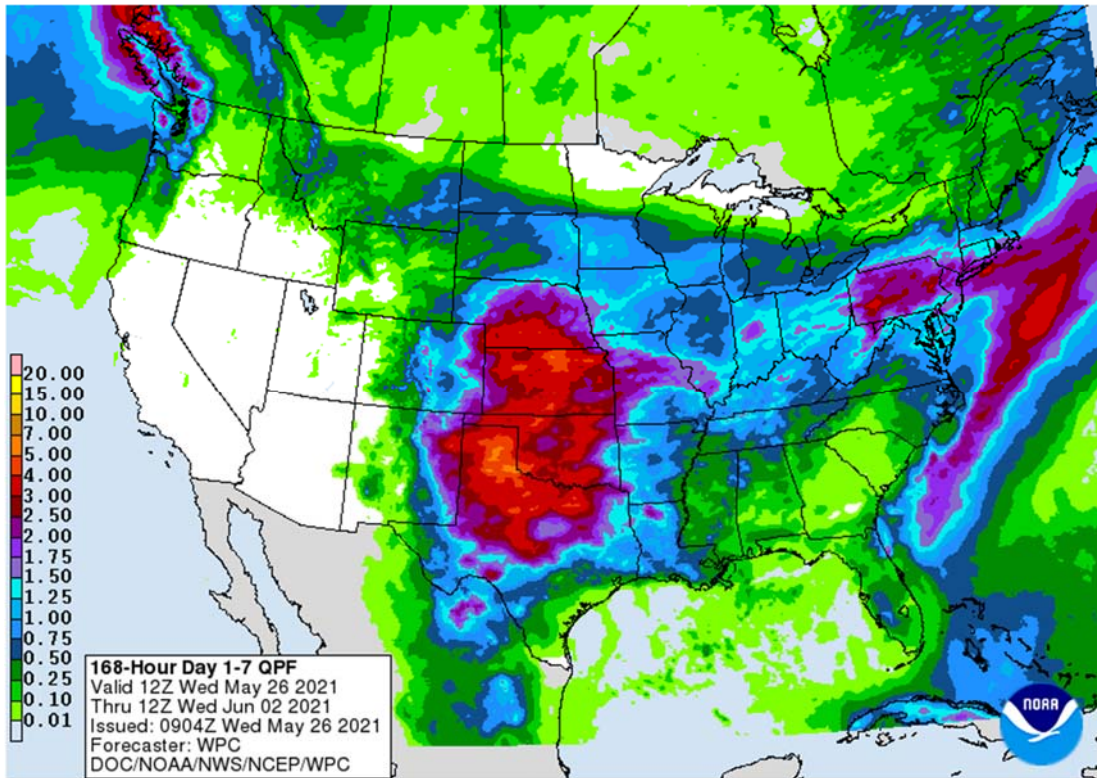 20.00
15.00
10.00
7.00
5.00
4.00
3.00
2.50
2.00
1.75
1.50
1.25
1.00
0.75
0.50
0.25
0.10
0.01
168-Hour Day 1-7 QPF
Valid 12Z Wed May 26 2021
Thru 12Z Wed Jun 02 2021
Issued: 0904Z Wed May 26 2021
Forecaster: WPC
DOC/NOAA/NWS/NCEP/WPC
NOAA